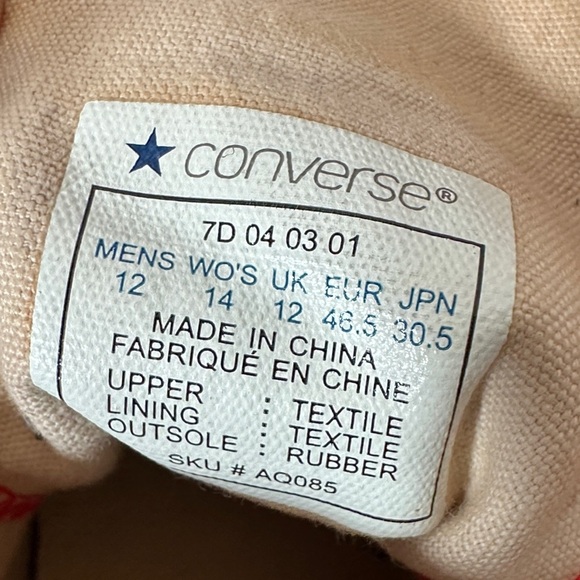 converse®
7D 04 03 01
MENS WO'S UK EUR JPN
12 14 12 46.5 30.5
MADE IN CHINA
FABRIQUÉ EN CHINE
UPPER : TEXTILE
LINING : TEXTILE
OUTSOLE : RUBBER
SKU # AQ085